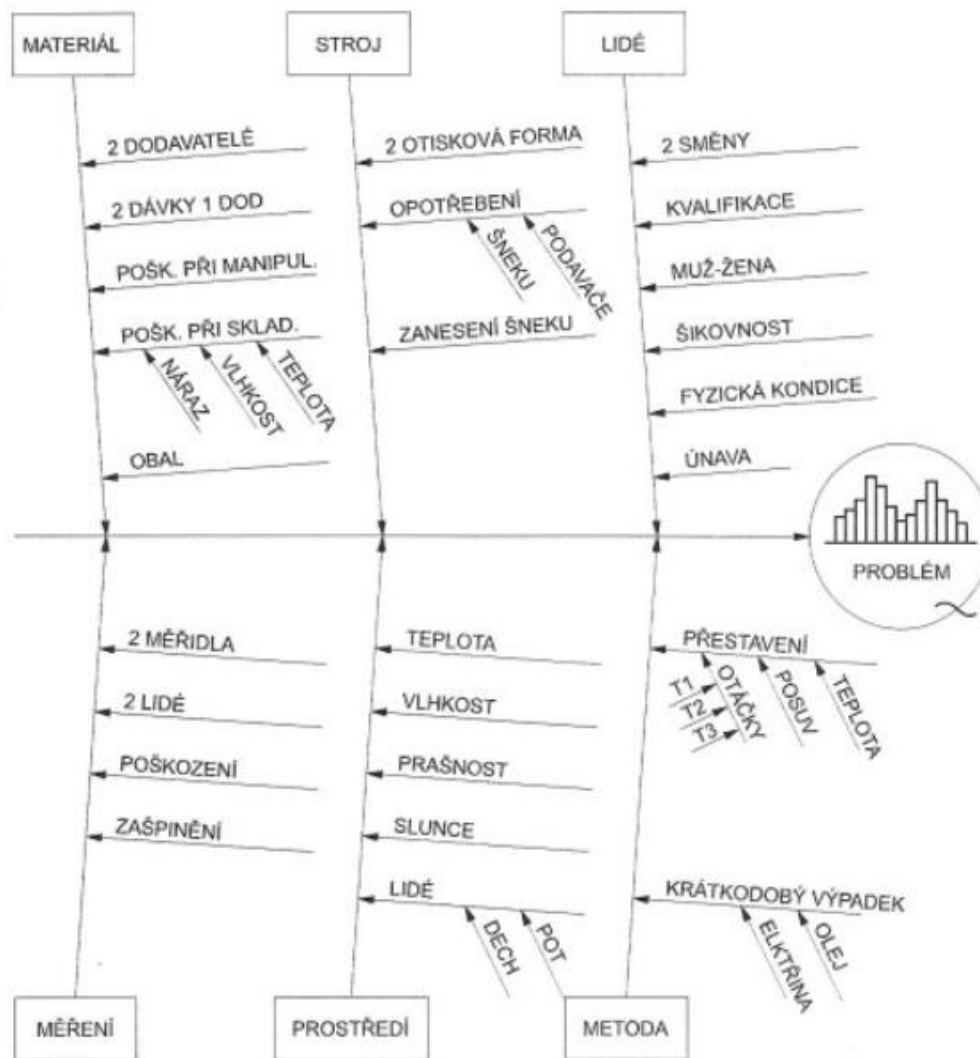 MATERIÁL
STROJ
LIDÉ
2 DODAVATELÉ
2 DÁVKY 1 DOD
POŠK. PŘI MANIPUL.
POŠK. PŘI SKLAD.
NÁRAZ
VLHKOST
TEPLOTA
OBAL
2 OTISKOVÁ FORMA
OPOTŘEBENÍ
ŠNEKU
PODAVAČE
ZANESENÍ ŠNEKU
2 SMĚNY
KVALIFIKACE
MUŽ-ŽENA
ŠIKOVNOST
FYZICKÁ KONDICE
ÚNAVA
PROBLÉM
2 MĚŘIDLA
2 LIDÉ
POŠKOZENÍ
ZAŠPINĚNÍ
TEPLOTA
VLHKOST
PRAŠNOST
SLUNCE
LIDÉ
DECH
POT
PŘESTAVENÍ
T1
T2
T3
OTÁČKY
POSUV
TEPLOTA
KRÁTKODOBÝ VÝPADEK
ELKTŘINA
OLEJ
MĚŘENÍ
PROSTŘEDÍ
METODA